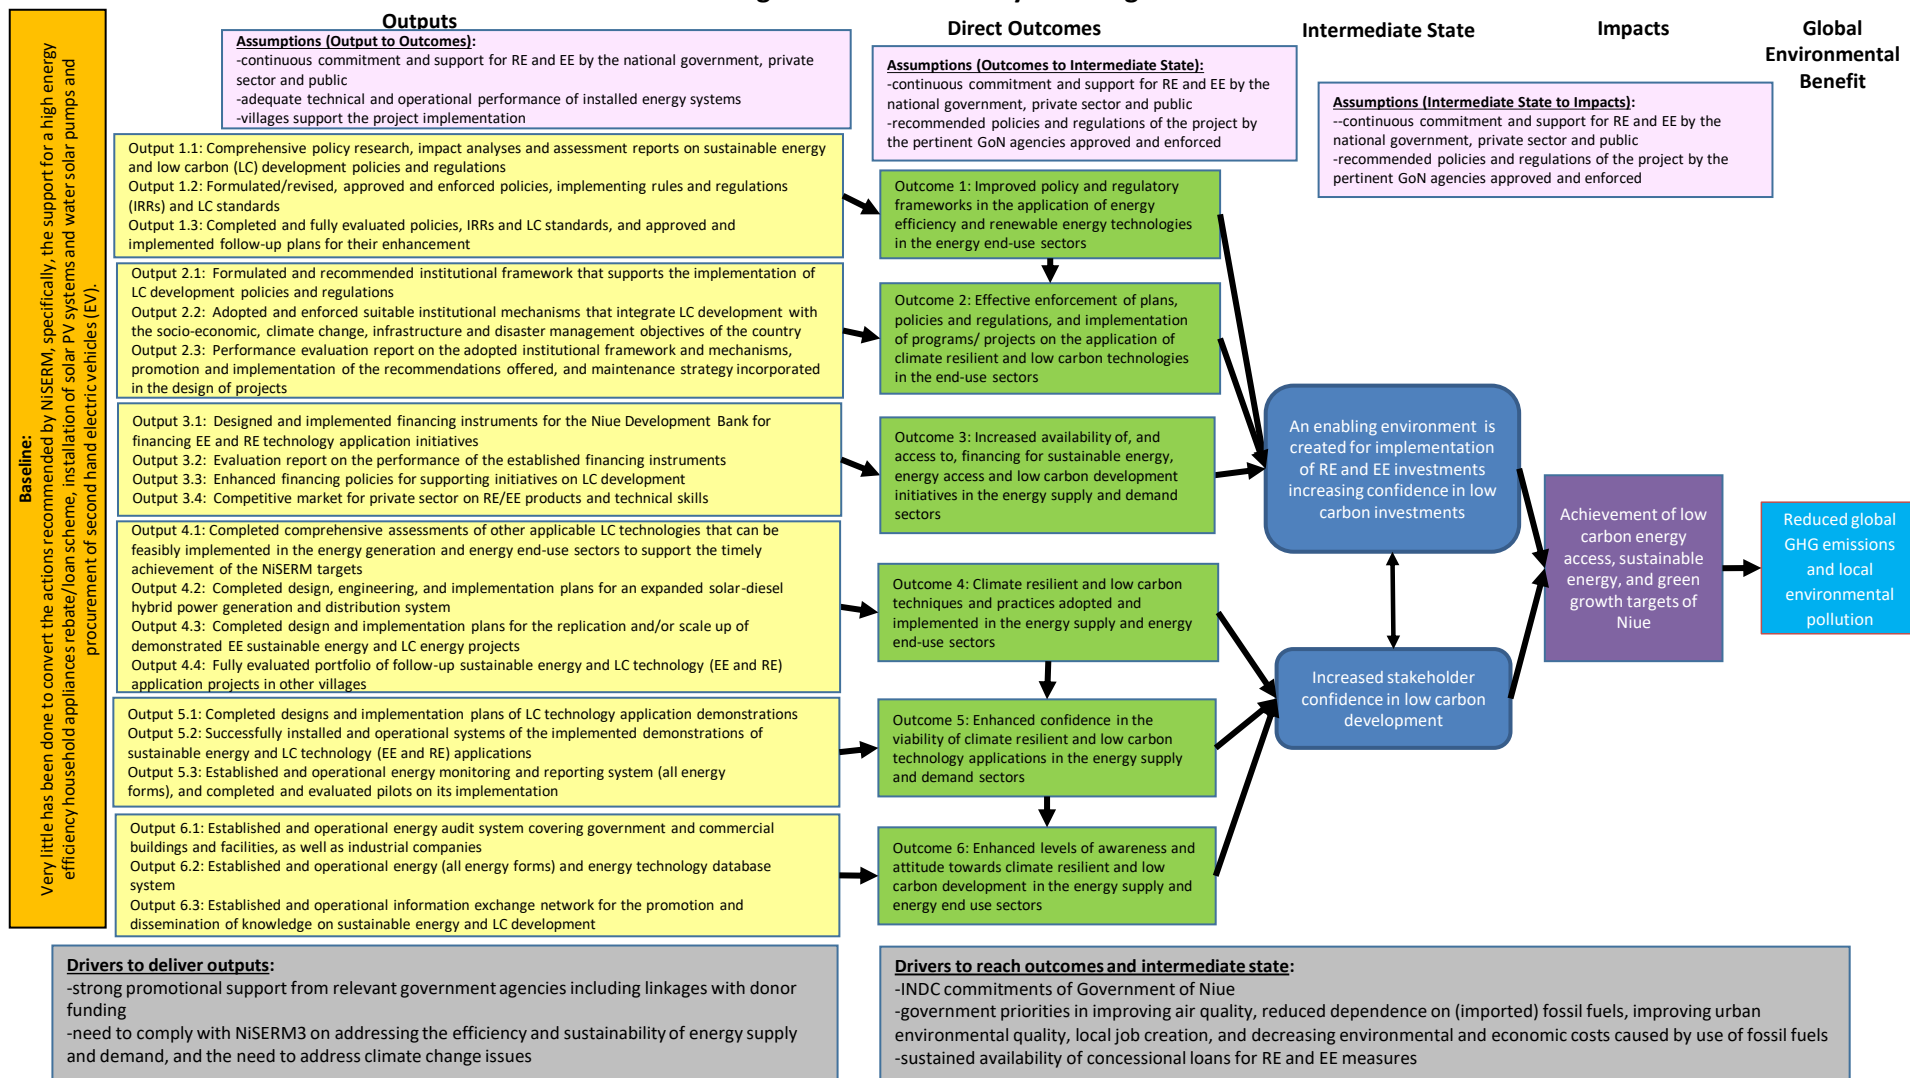 Outputs
Direct Outcomes
Intermediate State
Impacts
Global
Environmental
Benefit
Baseline:
Very little has been done to convert the actions recommended by NiSERM, specifically, the support for a high energy
efficiency household appliances rebate/loan scheme, installation of solar PV systems and water solar pumps and
procurement of second hand electric vehicles (EV).
Assumptions (Output to Outcomes):
-continuous commitment and support for RE and EE by the national government, private
sector and public
-adequate technical and operational performance of installed energy systems
-villages support the project implementation
Assumptions (Outcomes to Intermediate State):
-continuous commitment and support for RE and EE by the
national government, private sector and public
-recommended policies and regulations of the project by
the pertinent GoN agencies approved and enforced
Assumptions (Intermediate State to Impacts):
--continuous commitment and support for RE and EE by the
national government, private sector and public
-recommended policies and regulations of the project by the
pertinent GoN agencies approved and enforced
Output 1.1: Comprehensive policy research, impact analyses and assessment reports on sustainable energy
and low carbon (LC) development policies and regulations
Output 1.2: Formulated/revised, approved and enforced policies, implementing rules and regulations
(IRRs) and LC standards
Output 1.3: Completed and fully evaluated policies, IRRs and LC standards, and approved and
implemented follow-up plans for their enhancement
Output 2.1: Formulated and recommended institutional framework that supports the implementation of
LC development policies and regulations
Output 2.2: Adopted and enforced suitable institutional mechanisms that integrate LC development with
the socio-economic, climate change, infrastructure and disaster management objectives of the country
Output 2.3: Performance evaluation report on the adopted institutional framework and mechanisms,
promotion and implementation of the recommendations offered, and maintenance strategy incorporated
in the design of projects
Output 3.1: Designed and implemented financing instruments for the Niue Development Bank for
financing EE and RE technology application initiatives
Output 3.2: Evaluation report on the performance of the established financing instruments
Output 3.3: Enhanced financing policies for supporting initiatives on LC development
Output 3.4: Competitive market for private sector on RE/EE products and technical skills
Output 4.1: Completed comprehensive assessments of other applicable LC technologies that can be
feasibly implemented in the energy generation and energy end-use sectors to support the timely
achievement of the NiSERM targets
Output 4.2: Completed design, engineering, and implementation plans for an expanded solar-diesel
hybrid power generation and distribution system
Output 4.3: Completed design and implementation plans for the replication and/or scale up of
demonstrated EE sustainable energy and LC energy projects
Output 4.4: Fully evaluated portfolio of follow-up sustainable energy and LC technology (EE and RE)
application projects in other villages
Output 5.1: Completed designs and implementation plans of LC technology application demonstrations
Output 5.2: Successfully installed and operational systems of the implemented demonstrations of
sustainable energy and LC technology (EE and RE) applications
Output 5.3: Established and operational energy monitoring and reporting system (all energy
forms), and completed and evaluated pilots on its implementation
Output 6.1: Established and operational energy audit system covering government and commercial
buildings and facilities, as well as industrial companies
Output 6.2: Established and operational energy (all energy forms) and energy technology database
system
Output 6.3: Established and operational information exchange network for the promotion and
dissemination of knowledge on sustainable energy and LC development
Outcome 1: Improved policy and regulatory
frameworks in the application of energy
efficiency and renewable energy technologies
in the energy end-use sectors
Outcome 2: Effective enforcement of plans,
policies and regulations, and implementation
of programs/ projects on the application of
climate resilient and low carbon technologies
in the end-use sectors
Outcome 3: Increased availability of, and
access to, financing for sustainable energy,
energy access and low carbon development
initiatives in the energy supply and demand
sectors
Outcome 4: Climate resilient and low carbon
techniques and practices adopted and
implemented in the energy supply and energy
end-use sectors
Outcome 5: Enhanced confidence in the
viability of climate resilient and low carbon
technology applications in the energy supply
and demand sectors
Outcome 6: Enhanced levels of awareness and
attitude towards climate resilient and low
carbon development in the energy supply and
energy end use sectors
An enabling environment is
created for implementation
of RE and EE investments
increasing confidence in low
carbon investments
Increased stakeholder
confidence in low carbon
development
Achievement of low
carbon energy
access, sustainable
energy, and green
growth targets of
Niue
Reduced global
GHG emissions
and local
environmental
pollution
Drivers to deliver outputs:
-strong promotional support from relevant government agencies including linkages with donor
funding
-need to comply with NiSERM3 on addressing the efficiency and sustainability of energy supply
and demand, and the need to address climate change issues
Drivers to reach outcomes and intermediate state:
-INDC commitments of Government of Niue
-government priorities in improving air quality, reduced dependence on (imported) fossil fuels, improving urban
environmental quality, local job creation, and decreasing environmental and economic costs caused by use of fossil fuels
-sustained availability of concessional loans for RE and EE measures